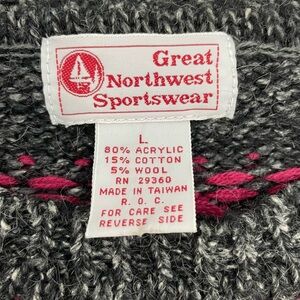 Great
Northwest
Sportswear
L
80% ACRYLIC
15% COTTON
5% WOOL
RN 29360
MADE IN TAIWAN
R. O. C.
FOR CARE SEE
REVERSE SIDE